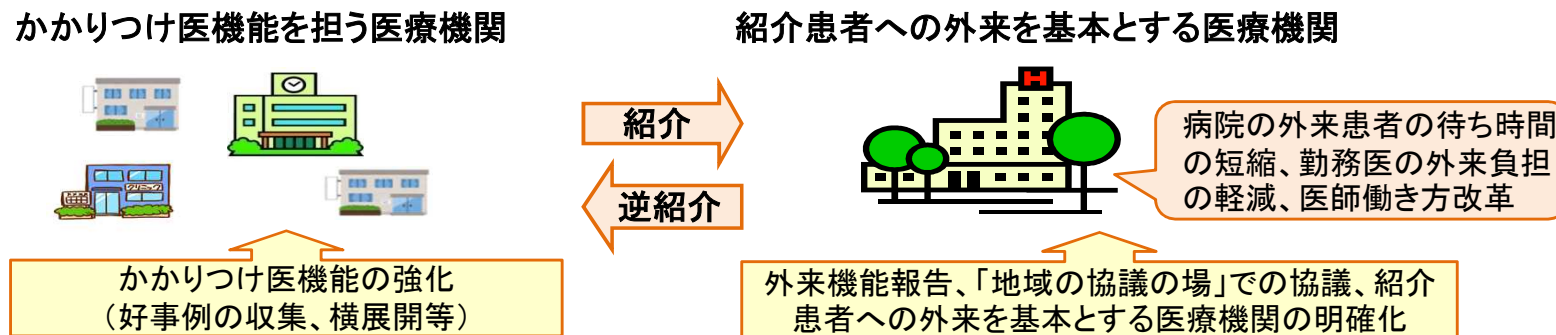 かかりつけ医機能を担う医療機関
紹介患者への外来を基本とする医療機関
紹介
逆紹介
クリニック
病院の外来患者の待ち時間
の短縮、勤務医の外来負担
の軽減、医師働き方改革
かかりつけ医機能の強化
（好事例の収集、横展開等）
外来機能報告、「地域の協議の場」での協議、紹介
患者への外来を基本とする医療機関の明確化
H